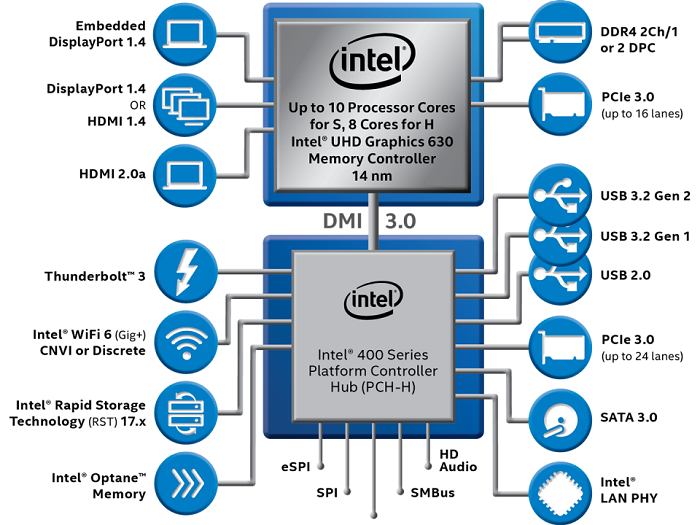 Embedded
DisplayPort 1.4
DisplayPort 1.4
OR
HDMI 1.4
HDMI 2.0a
intel®
Up to 10 Processor Cores
for S, 8 Cores for H
Intel® UHD Graphics 630
Memory Controller
14 nm
DDR4 2Ch/1
or 2 DPC
PCIe 3.0
(up to 16 lanes)
DMI 3.0
Thunderbolt™ 3
Intel® WiFi 6 (Gig+)
CNVI or Discrete
Intel® Rapid Storage
Technology (RST) 17.x
Intel® Optane™
Memory
intel®
Intel® 400 Series
Platform Controller
Hub (PCH-H)
USB 3.2 Gen 2
USB 3.2 Gen 1
USB 2.0
PCIe 3.0
(up to 24 lanes)
SATA 3.0
Intel®
LAN PHY
eSPI
SPI
SMBus
HD
Audio